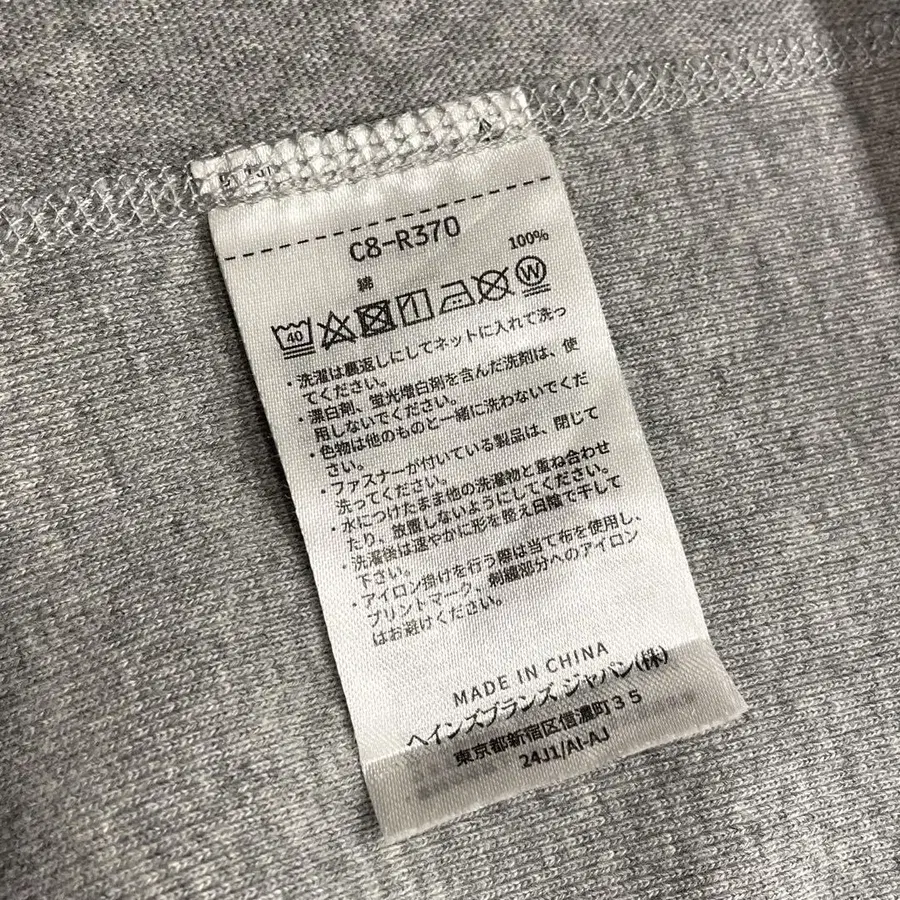 C8-R370
綿 100%
40 W
・洗濯は裏返しにしてネットに入れて洗っ
てください。
・漂白剤、蛍光増白剤を含んだ洗剤は、使
用しないでください。
・色物は他のものと一緒に洗わないでくだ
さい。
・ファスナーが付いている製品は、閉じて
洗ってください。
・水につけたまま他の洗濯物と重ね合わせ
たり、放置しないようにしてください。
・洗濯後は速やかに形を整え日陰で干して
下さい。
・アイロン掛けを行う際は当て布を使用し、
プリントマーク、刺繍部分へのアイロン
はお避けください。
MADE IN CHINA
ヘインズブランズ ジャパン(株)
東京都新宿区信濃町35
24J1/AI-AJ